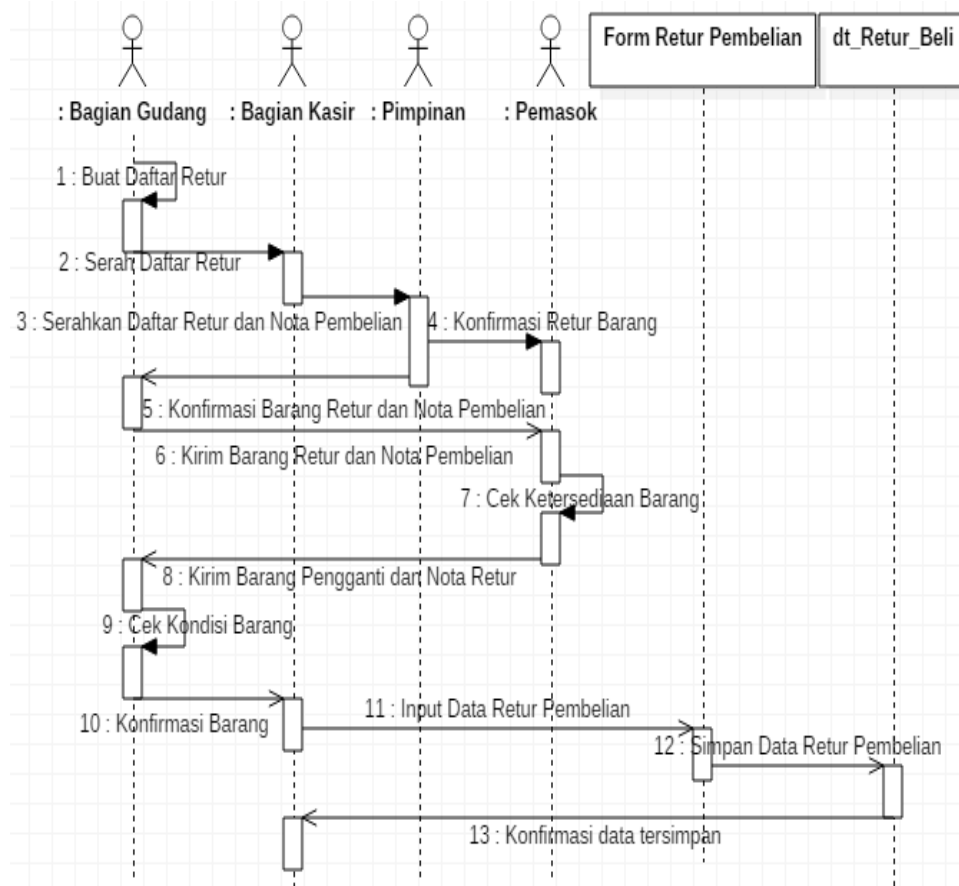 Form Retur Pembelian
dt_Retur_Beli
: Bagian Gudang
: Bagian Kasir
: Pimpinan
: Pemasok
1 : Buat Daftar Retur
2 : Serah Daftar Retur
3 : Serahkan Daftar Retur dan Nota Pembelian
4 : Konfirmasi Retur Barang
5 : Konfirmasi Barang Retur dan Nota Pembelian
6 : Kirim Barang Retur dan Nota Pembelian
7 : Cek Ketersediaan Barang
8 : Kirim Barang Pengganti dan Nota Retur
9 : Cek Kondisi Barang
10 : Konfirmasi Barang
11 : Input Data Retur Pembelian
12 : Simpan Data Retur Pembelian
13 : Konfirmasi data tersimpan